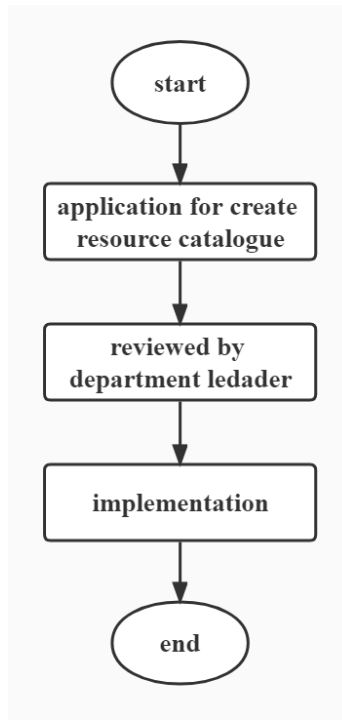 start
application for create
resource catalogue
reviewed by
department ledader
implementation
end